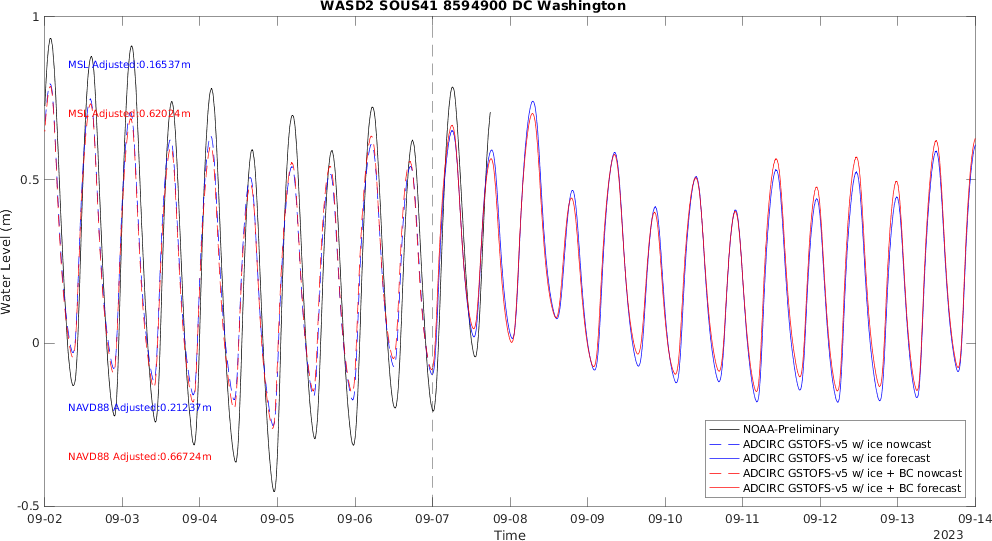 WASD2 SOUS41 8594900 DC Washington
1
MSL Adjusted:0.16537m
MSL Adjusted:0.62024m
0.5
Water Level (m)
0
NAVD88 Adjusted:0.21237m
NAVD88 Adjusted:0.66724m
NOAA-Preliminary
ADCIRC GSTOFS-v5 w/ ice nowcast
ADCIRC GSTOFS-v5 w/ ice forecast
ADCIRC GSTOFS-v5 w/ ice + BC nowcast
ADCIRC GSTOFS-v5 w/ ice + BC forecast
-0.5
09-02 09-03 09-04 09-05 09-06 09-07 09-08 09-09 09-10 09-11 09-12 09-13 09-14
Time
2023